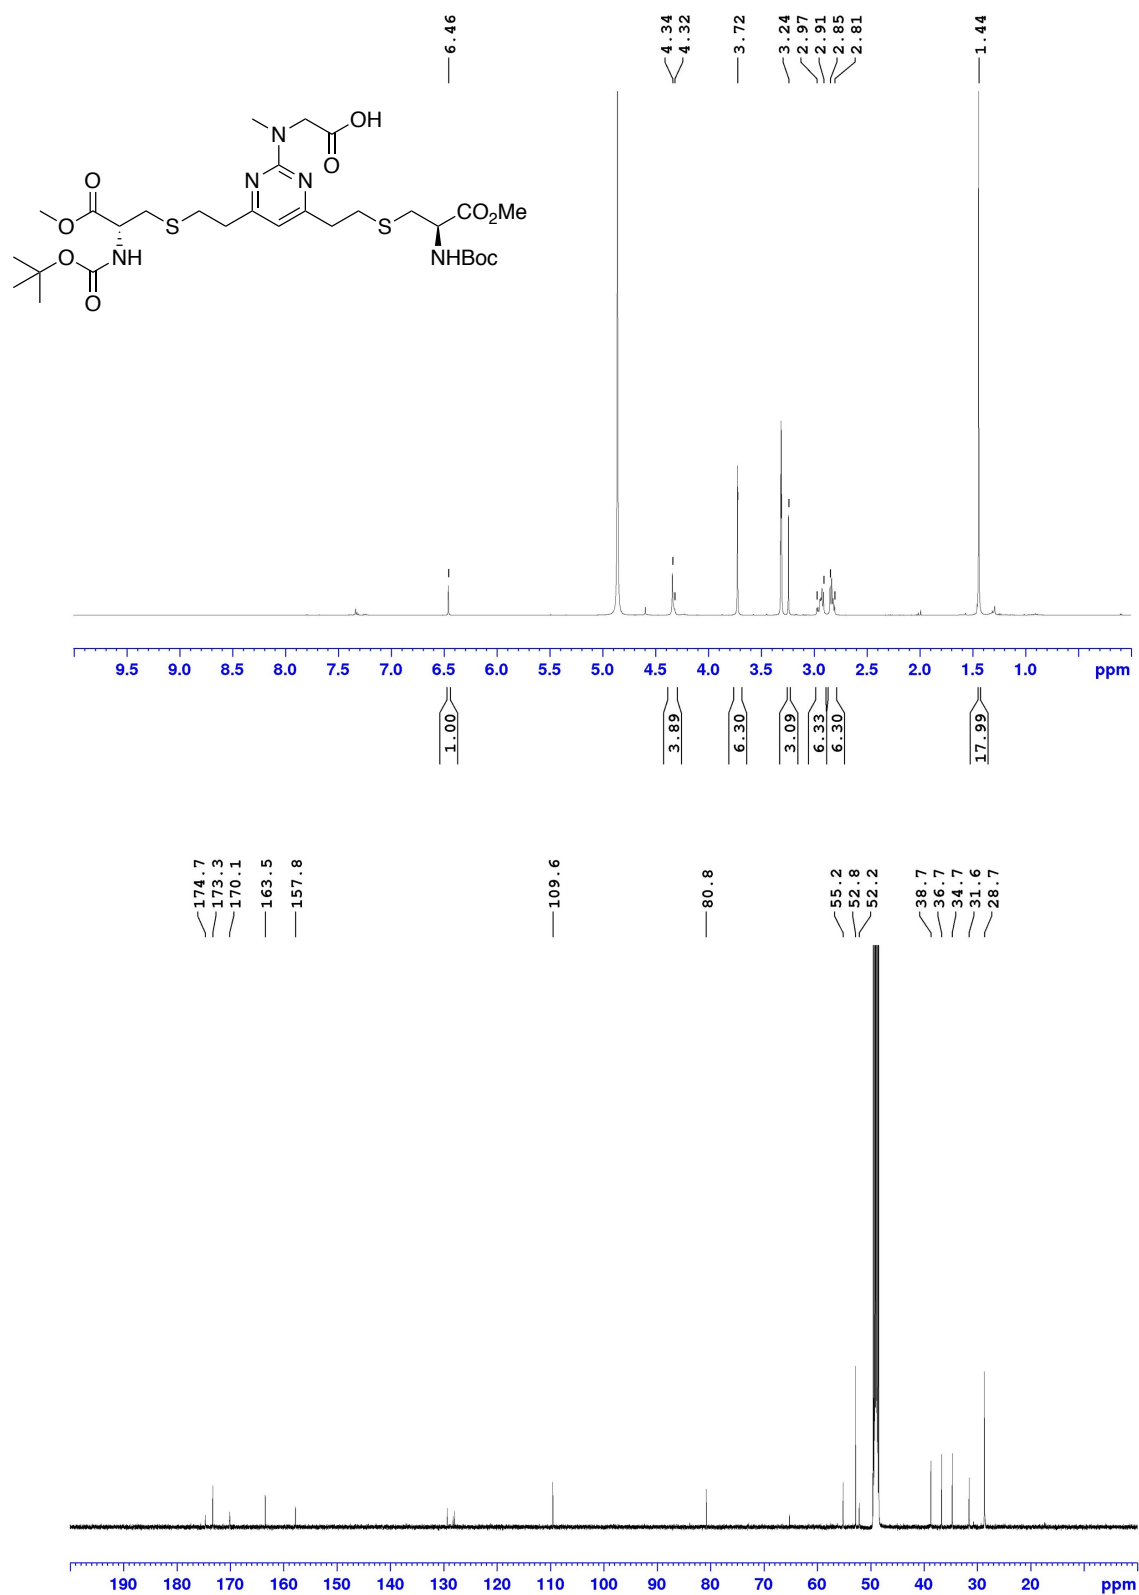 6.46
4.34
4.32
3.72
3.24
2.97
2.91
2.85
2.81
1.44
N
OH
O
N
N
O
O
S
S
CO2Me
O
NH
NHBoc
O
9.5 9.0 8.5 8.0 7.5 7.0 6.5 6.0 5.5 5.0 4.5 4.0 3.5 3.0 2.5 2.0 1.5 1.0 ppm
1.00
3.89
6.30
3.09
6.33
6.30
17.99
174.7
173.3
170.1
163.5
157.8
109.6
80.8
55.2
52.8
52.2
38.7
36.7
34.7
31.6
28.7
190 180 170 160 150 140 130 120 110 100 90 80 70 60 50 40 30 20 ppm